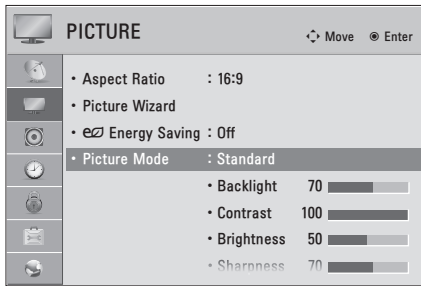 PICTURE Move Enter
• Aspect Ratio : 16:9
• Picture Wizard
• e Energy Saving : Off
• Picture Mode : Standard
• Backlight 70
• Contrast 100
• Brightness 50
• Sharpness 70